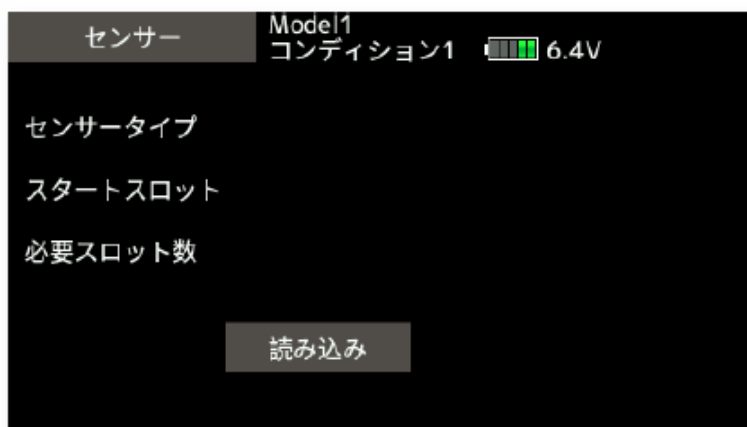 センサー
Model1
コンディション1 6.4V
センサータイプ
スタートスロット
必要スロット数
読み込み